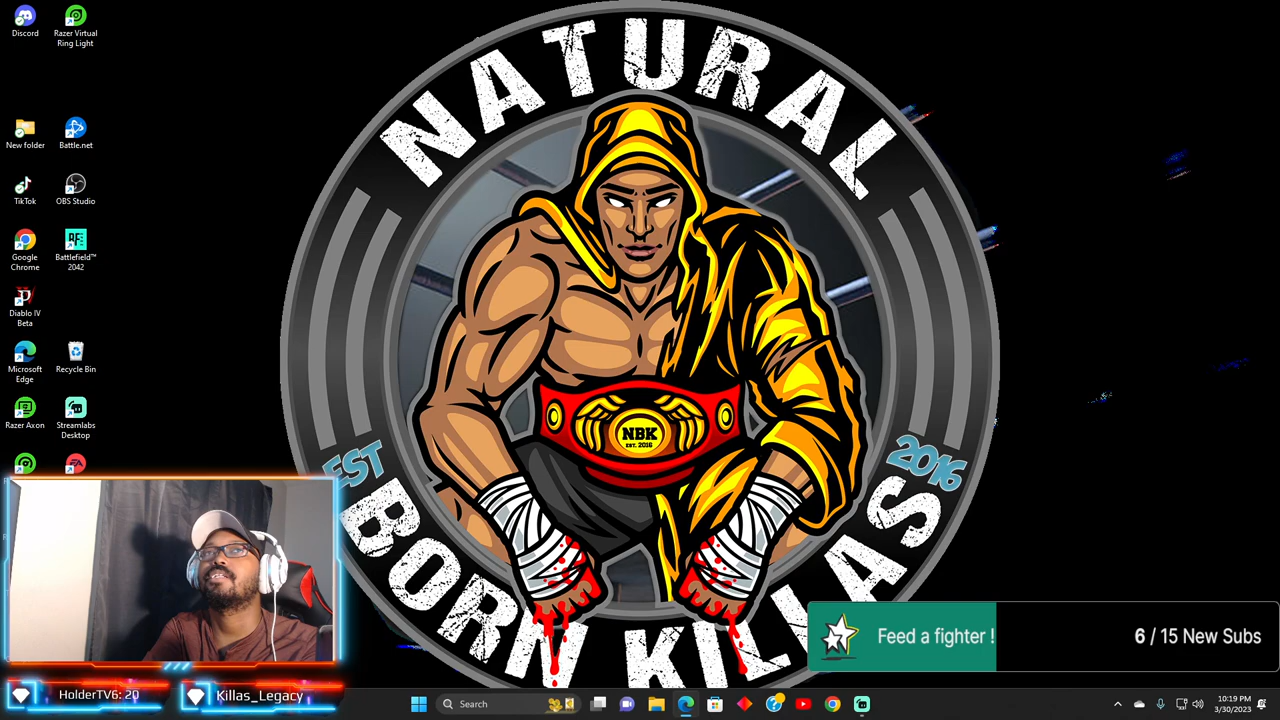 Discord
Razer Virtual
Ring Light
New folder
Battle.net
TikTok
OBS Studio
Google
Chrome
Battlefield™
2042
Diablo IV
Beta
Microsoft
Edge
Recycle Bin
Razer Axon
Streamlabs
Desktop
NATURAL
NBK
EST. 2016
EST
2016
BORN KILLAS
Feed a fighter !
6 / 15 New Subs
HolderTV6: 20
Killas_Legacy
Search
10:19 PM
3/30/2023